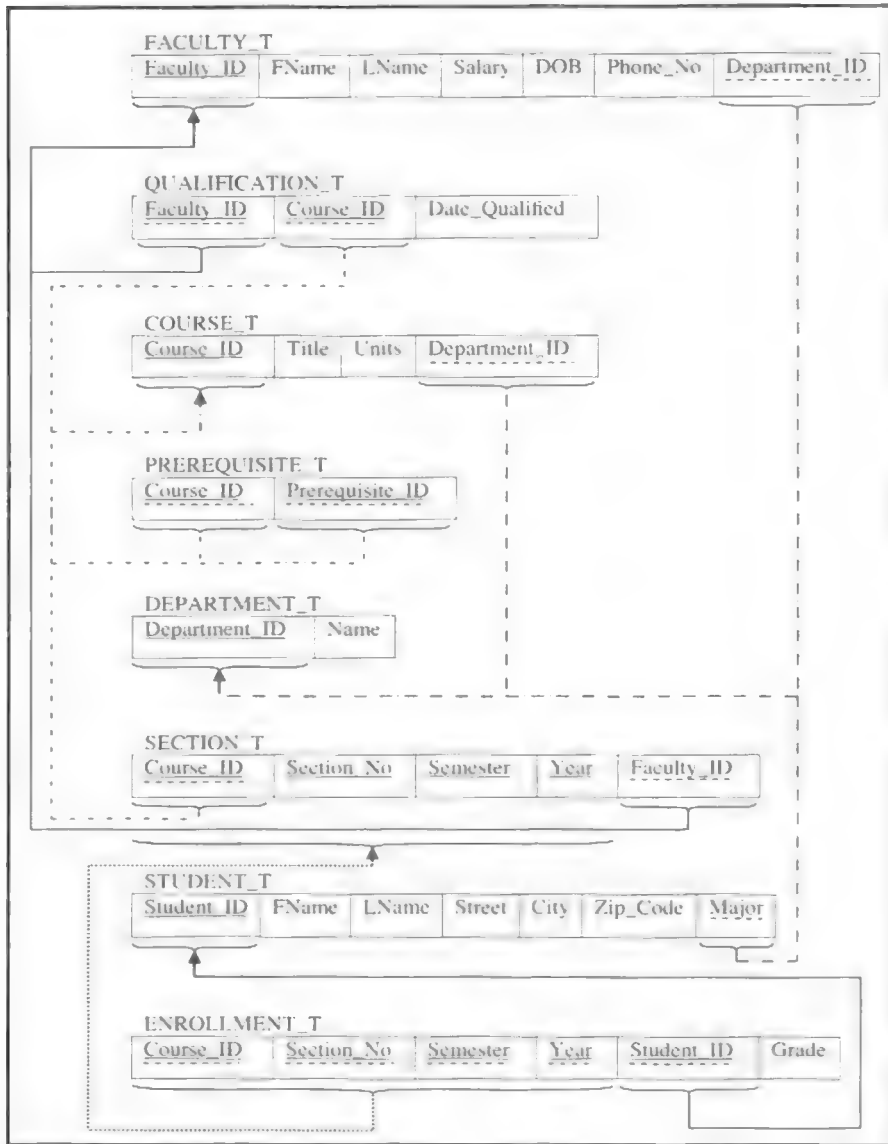 FACULTY_T
Faculty_ID FName LName Salary DOB Phone_No Department_ID
QUALIFICATION_T
Faculty_ID Course_ID Date_Qualified
COURSE_T
Course_ID Title Units Department_ID
PREREQUISITE_T
Course_ID Prerequisite_ID
DEPARTMENT_T
Department_ID Name
SECTION_T
Course_ID Section_No Semester Year Faculty_ID
STUDENT_T
Student_ID FName LName Street City Zip_Code Major
ENROLLMENT_T
Course_ID Section_No Semester Year Student_ID Grade